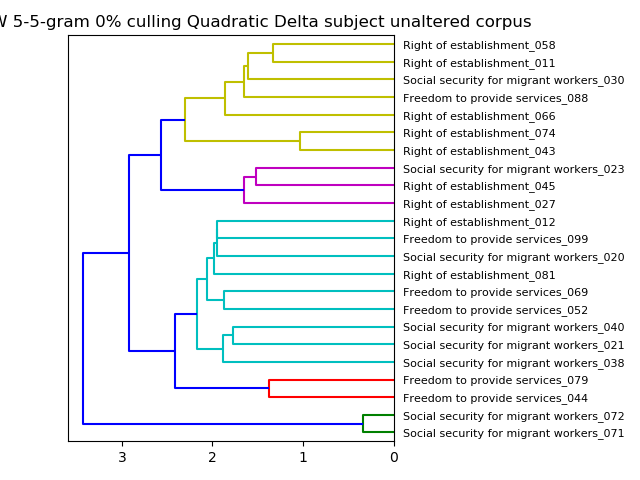 5-5-gram 0% culling Quadratic Delta subject unaltered corpus
Right of establishment_058
Right of establishment_011
Social security for migrant workers_030
Freedom to provide services_088
Right of establishment_066
Right of establishment_074
Right of establishment_043
Social security for migrant workers_023
Right of establishment_045
Right of establishment_027
Right of establishment_012
Freedom to provide services_099
Social security for migrant workers_020
Right of establishment_081
Freedom to provide services_069
Freedom to provide services_052
Social security for migrant workers_040
Social security for migrant workers_021
Social security for migrant workers_038
Freedom to provide services_079
Freedom to provide services_044
Social security for migrant workers_072
Social security for migrant workers_071
3 2 1 0